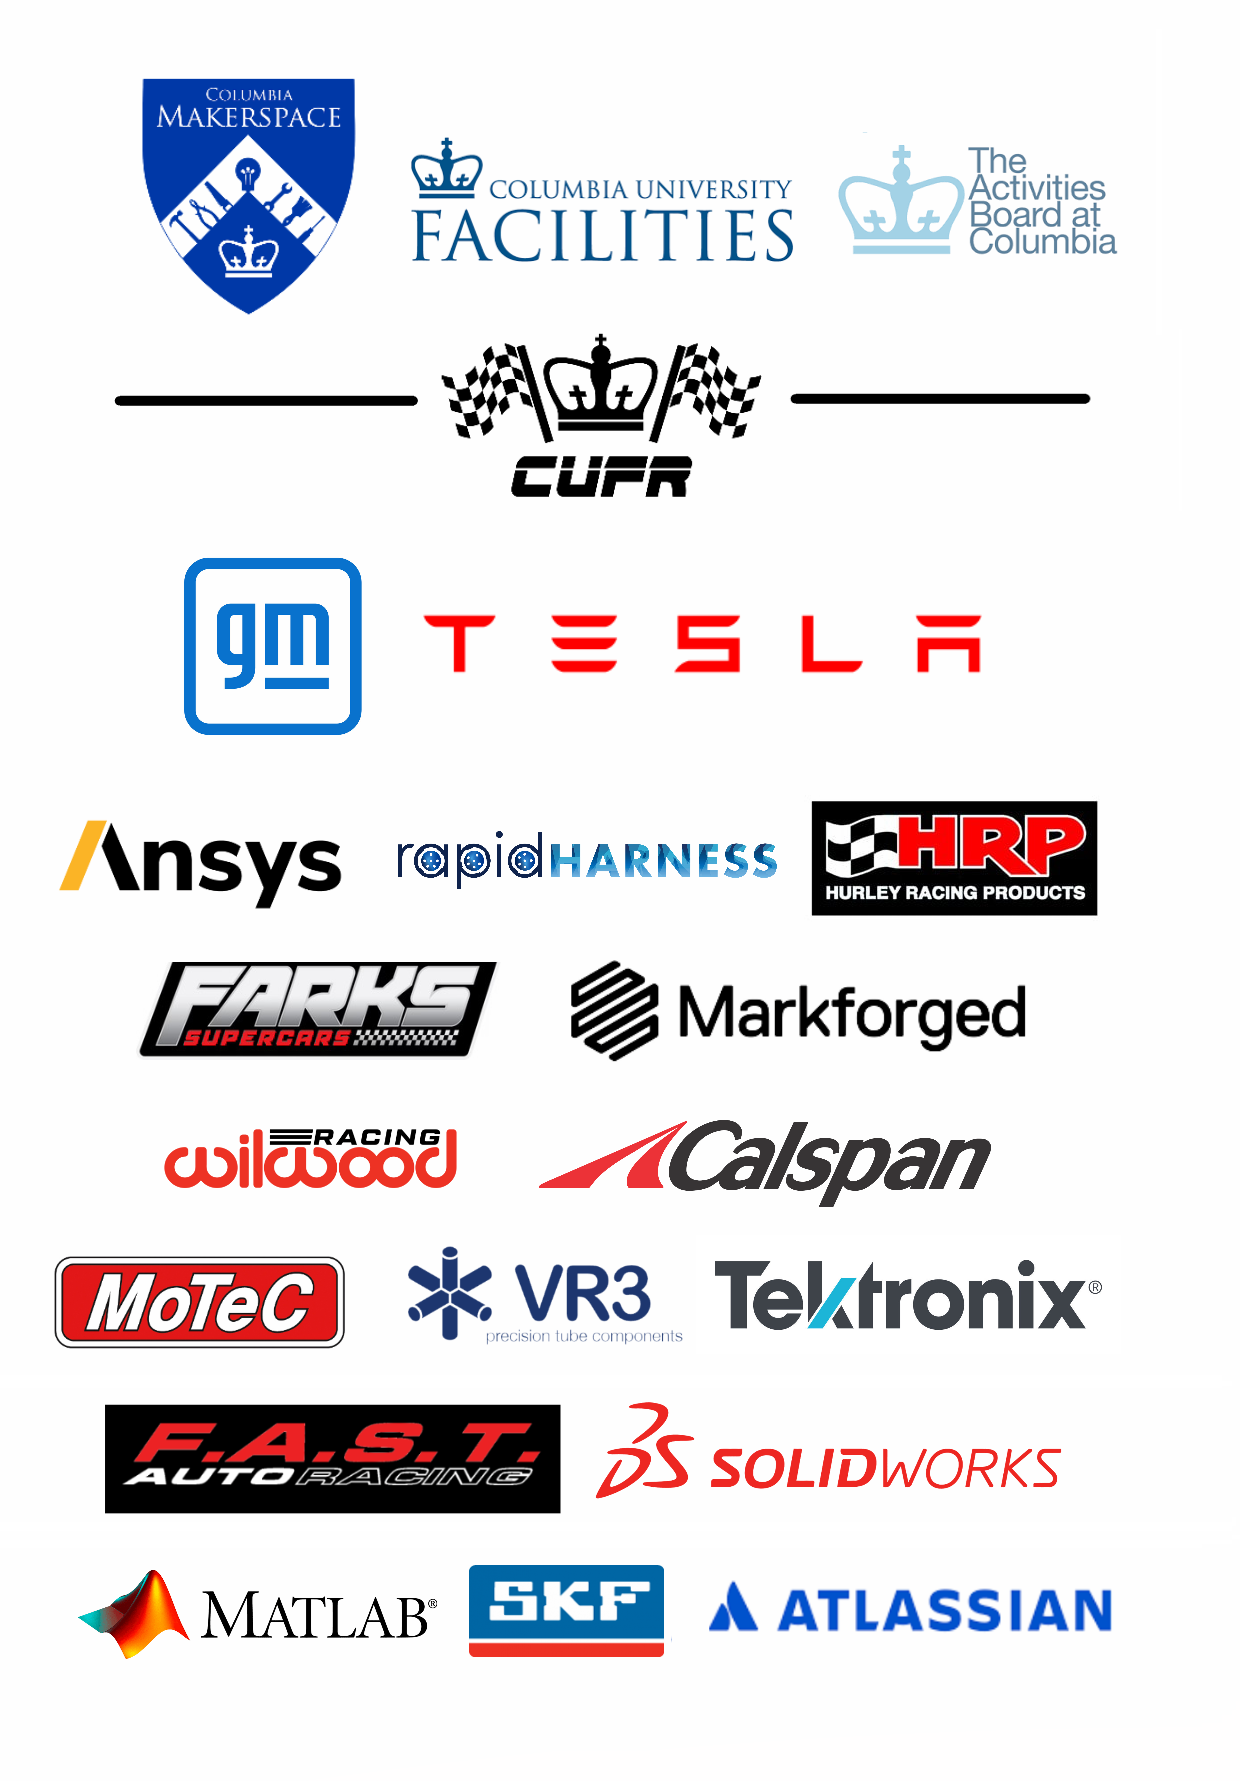 COLUMBIA
MAKERSPACE
COLUMBIA UNIVERSITY
FACILITIES
The
Activities
Board at
Columbia
CUFR
gm
TESLA
Ansys
rapidHARNESS
HRP
HURLEY RACING PRODUCTS
FARKS
SUPERCARS
Markforged
RACING
wilwood
Calspan
MoTeC
VR3
precision tube components
Tektronix®
F.A.S.T.
AUTO RACING
3DS SOLIDWORKS
MATLAB®
SKF
ATLASSIAN